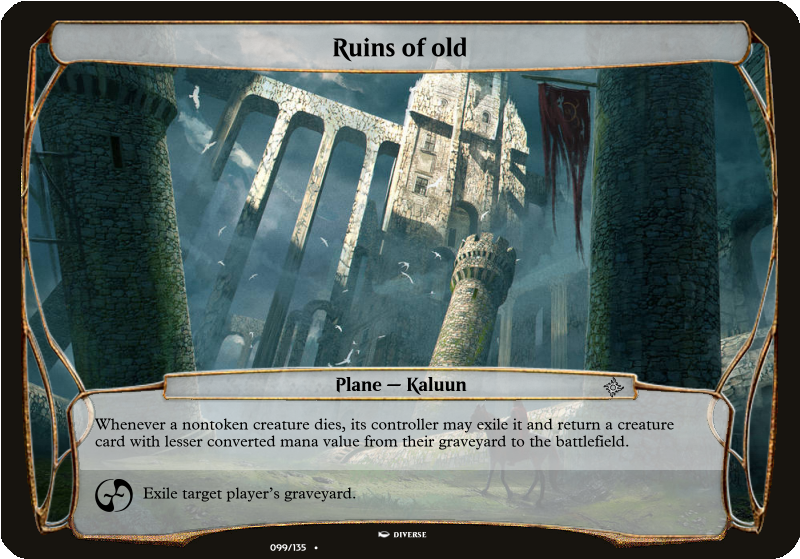 Ruins of old
Plane — Kaluun
Whenever a nontoken creature dies, its controller may exile it and return a creature
card with lesser converted mana value from their graveyard to the battlefield.
Exile target player's graveyard.
DIVERSE
099/135 •